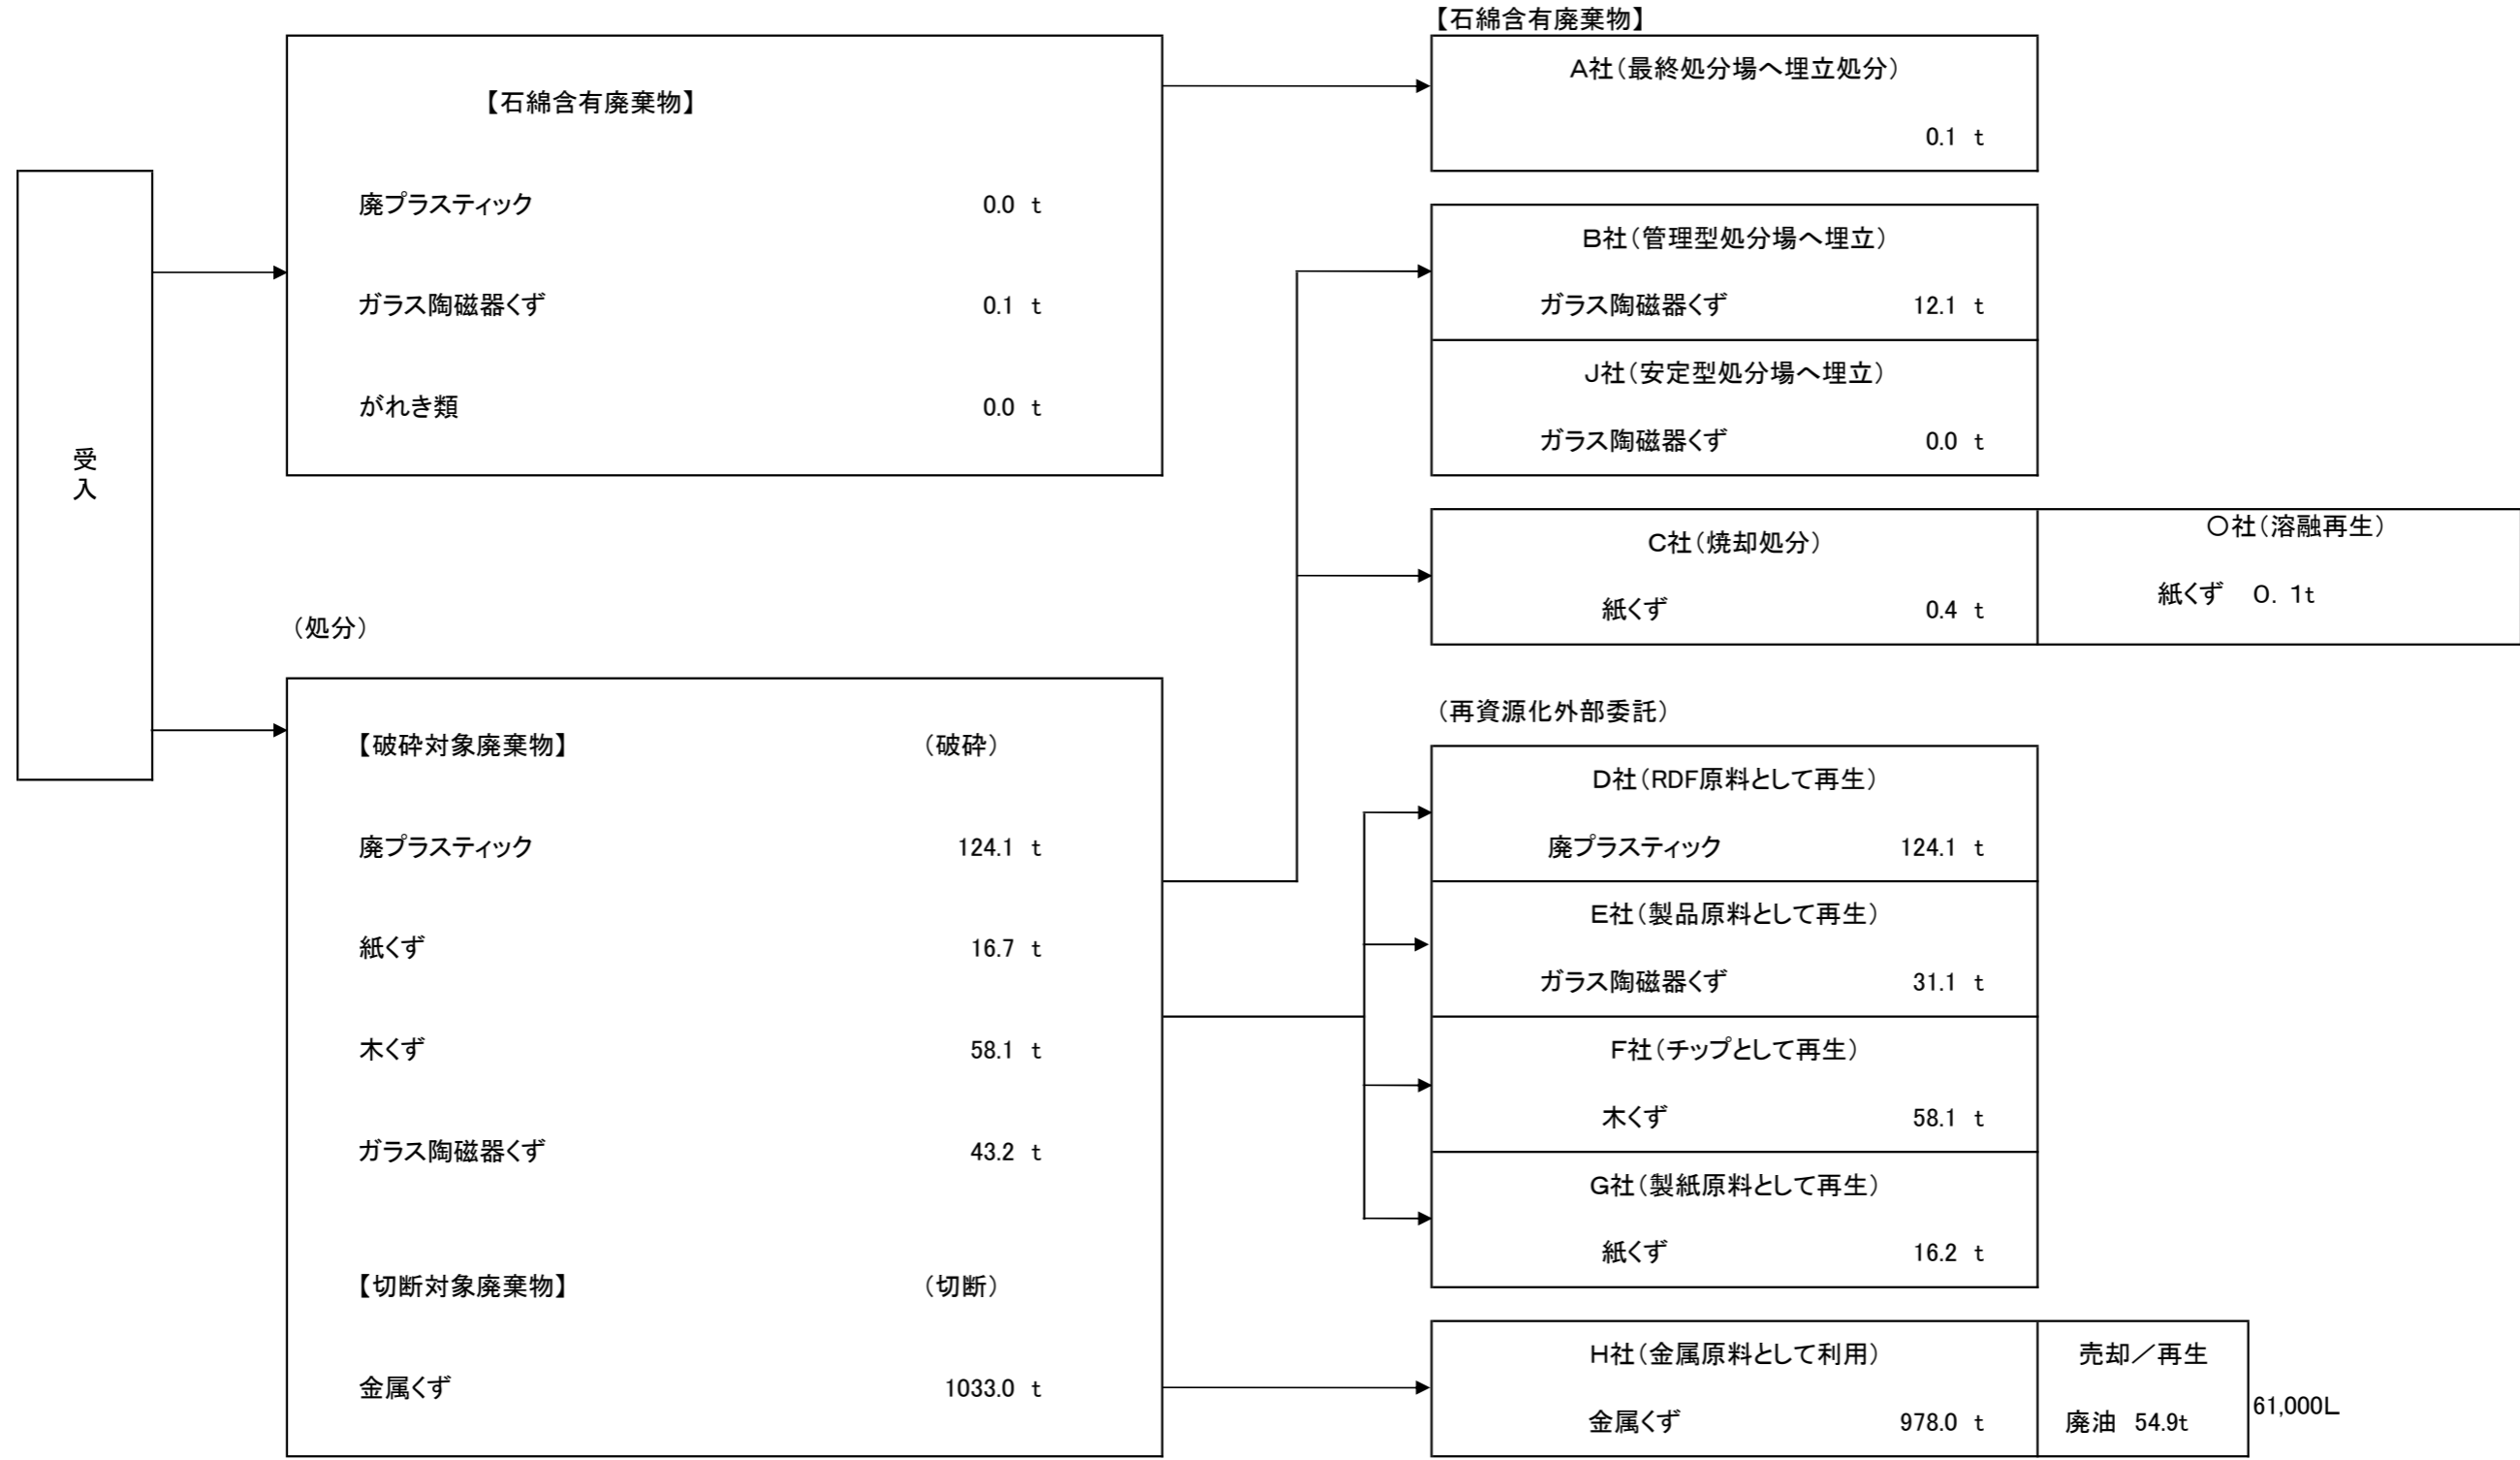 受
入
【石綿含有廃棄物】
廃プラスティック 0.0 t
ガラス陶磁器くず 0.1 t
がれき類 0.0 t
（処分）
【破砕対象廃棄物】 （破砕）
廃プラスティック 124.1 t
紙くず 16.7 t
木くず 58.1 t
ガラス陶磁器くず 43.2 t
【切断対象廃棄物】 （切断）
金属くず 1033.0 t
【石綿含有廃棄物】
A社（最終処分場へ埋立処分）
0.1 t
B社（管理型処分場へ埋立）
ガラス陶磁器くず 12.1 t
J社（安定型処分場へ埋立）
ガラス陶磁器くず 0.0 t
C社（焼却処分）
紙くず 0.4 t
〇社（溶融再生）
紙くず ０．１t
（再資源化外部委託）
D社（RDF原料として再生）
廃プラスティック 124.1 t
E社（製品原料として再生）
ガラス陶磁器くず 31.1 t
F社（チップとして再生）
木くず 58.1 t
G社（製紙原料として再生）
紙くず 16.2 t
H社（金属原料として利用）
金属くず 978.0 t
売却／再生
廃油 54.9t
61,000L